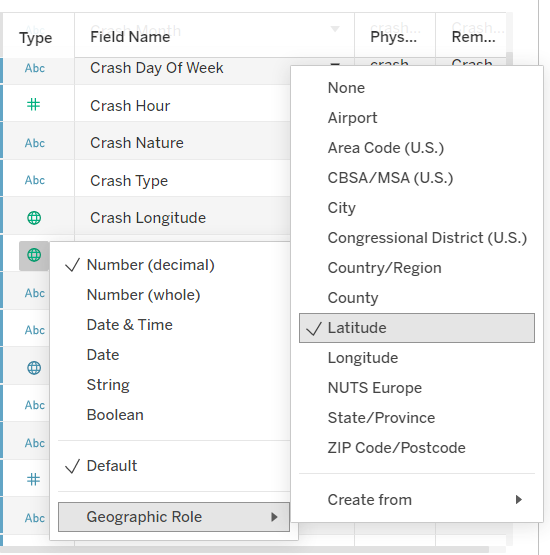 Crash Month
crash...
Type
Field Name
Phys...
Rem...
Abc
Crash Day Of Week
crash
Crash
Crash Hour
Abc
Crash Nature
Abc
Crash Type
Crash Longitude
Abc
Abc
Abc
Abc
Abc
Number (decimal)
Number (whole)
Date & Time
Date
String
Boolean
Default
Geographic Role
None
Airport
Area Code (U.S.)
CBSA/MSA (U.S.)
City
Congressional District (U.S.)
Country/Region
County
Latitude
Longitude
NUTS Europe
State/Province
ZIP Code/Postcode
Create from